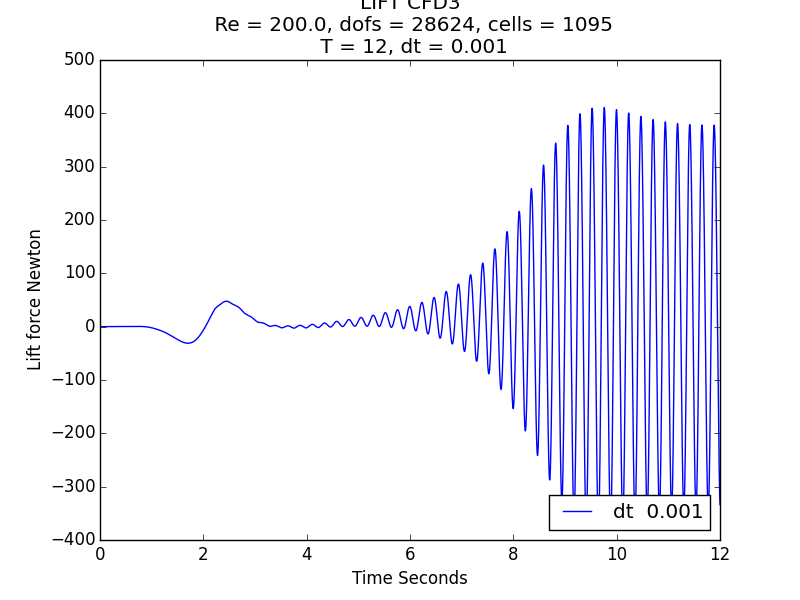 LIFT CFD3
Re = 200.0, dofs = 28624, cells = 1095
T = 12, dt = 0.001
500
400
300
200
100
0
−100
−200
−300
−400
Lift force Newton
dt 0.001
0 2 4 6 8 10 12
Time Seconds